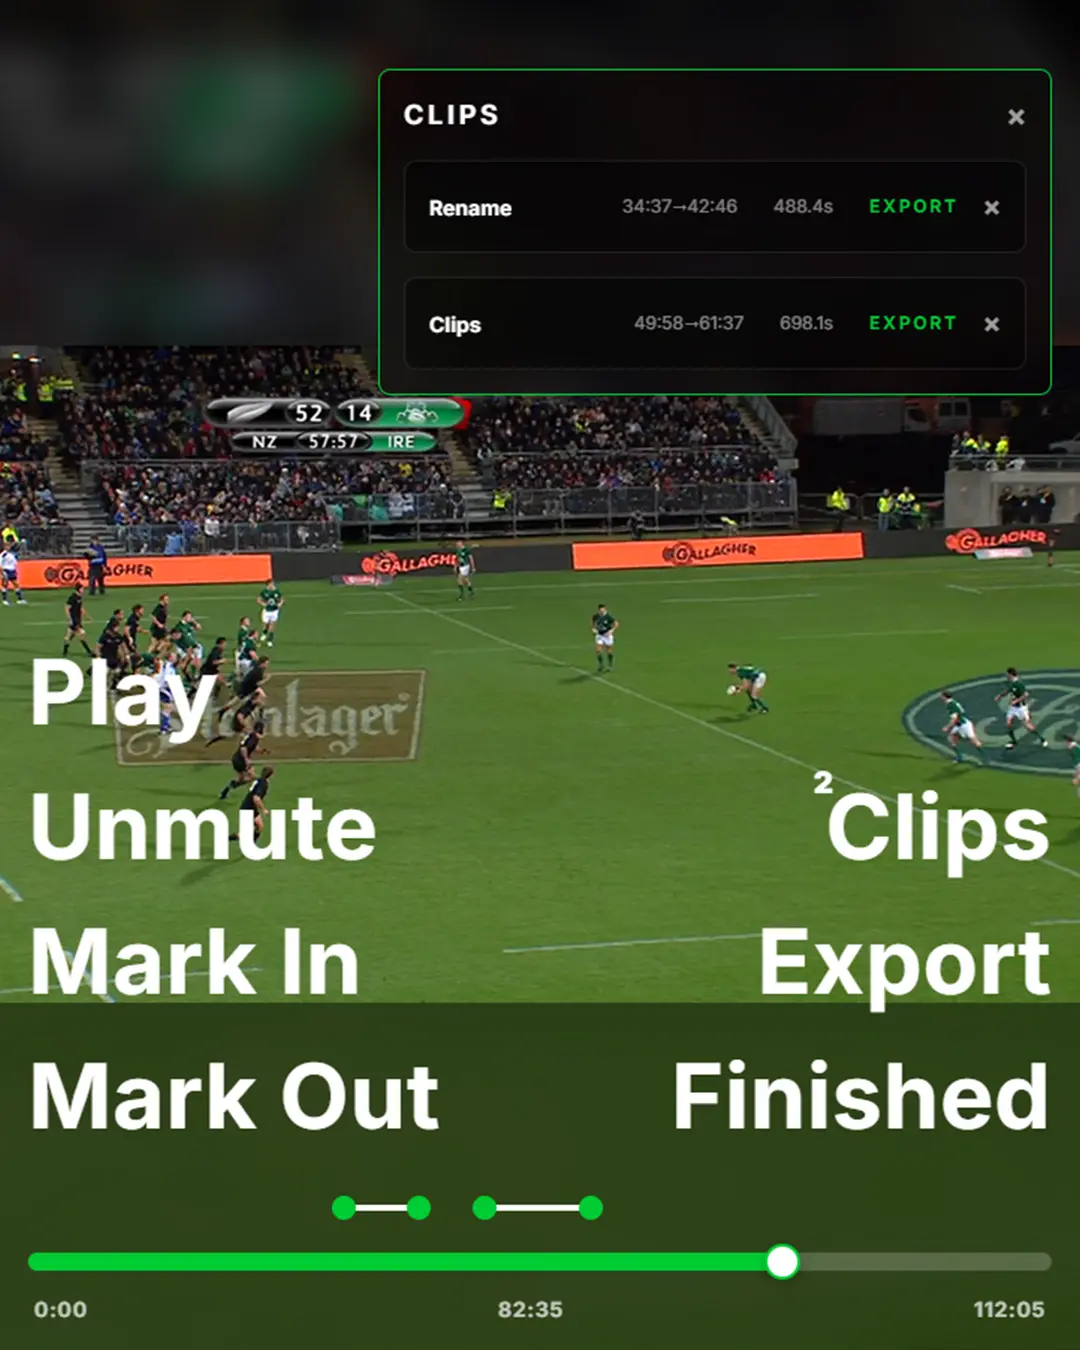 CLIPS ×
Rename 34:37→42:46 488.4s EXPORT ×
Clips 49:58→61:37 698.1s EXPORT ×
52 14
NZ 57:57 IRE
GALLAGHER GALLAGHER GALLAGHER GALLAGHER
Play
Steinlager
Unmute
2
Clips
Mark In
Export
Mark Out
Finished
0:00 82:35 112:05